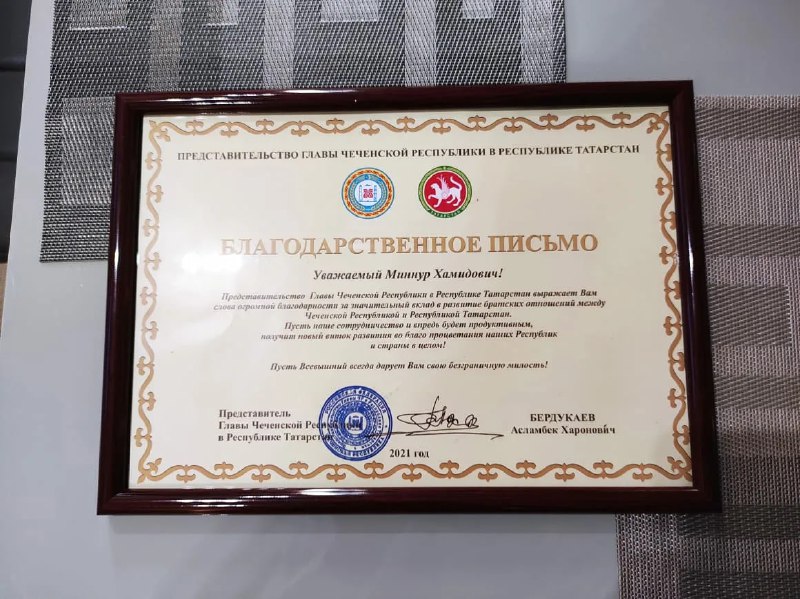 ПРЕДСТАВИТЕЛЬСТВО ГЛАВЫ ЧЕЧЕНСКОЙ РЕСПУБЛИКИ В РЕСПУБЛИКЕ ТАТАРСТАН
ТАТАРСТАН
БЛАГОДАРСТВЕННОЕ ПИСЬМО
Уважаемый Миннур Хамидович!
Представительство Главы Чеченской Республики в Республике Татарстан выражает Вам
слова огромной благодарности за значительный вклад в развитие братских отношений между
Чеченской Республикой и Республикой Татарстан.
Пусть наше сотрудничество и впредь будет продуктивным,
получит новый виток развития во благо процветания наших Республик
и страны в целом!
Пусть Всевышний всегда дарует Вам свою безграничную милость!
Представитель
Главы Чеченской Республики
в Республике Татарстан
БЕРДУКАЕВ
Асламбек Харонович
2021 год